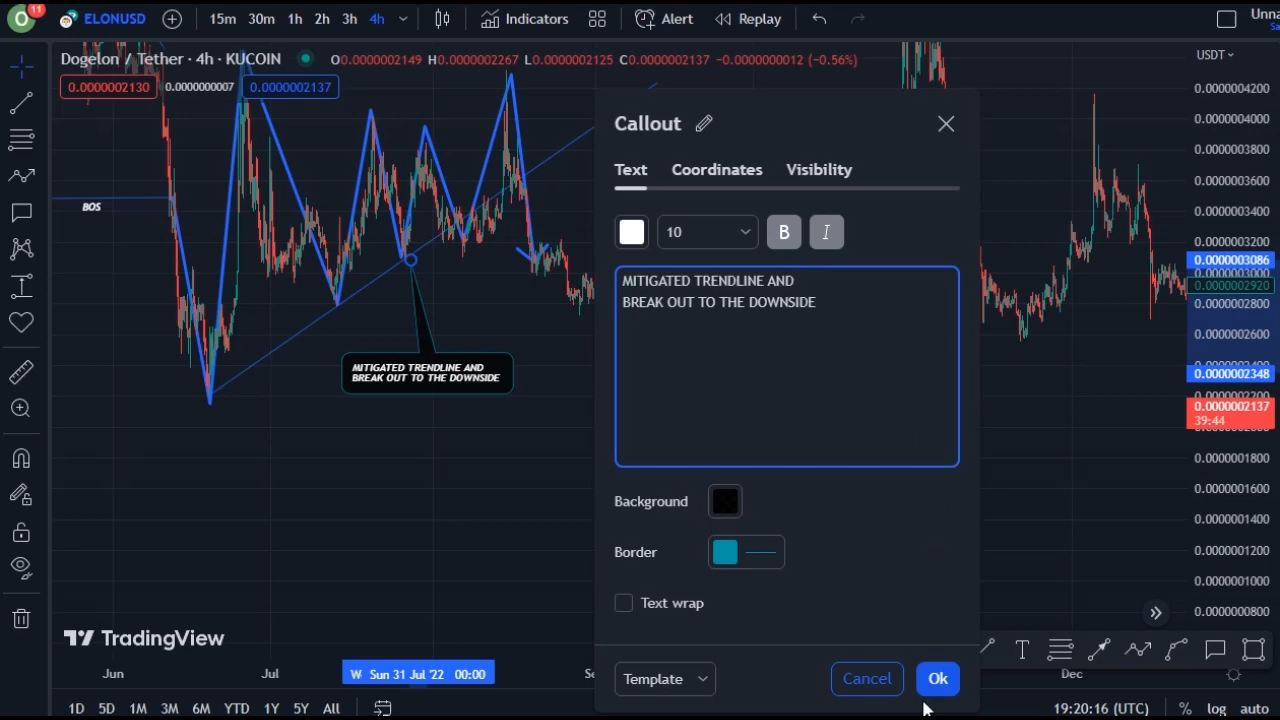 O
11
ELONUSD
15m 30m 1h 2h 3h 4h
Indicators
Alert
Replay
Unna
Dogelon / Tether · 4h · KUCOIN
O0.0000002149 H0.0000002267 L0.0000002125 C0.0000002137 −0.0000000012 (−0.56%)
0.0000002130
0.0000000007
0.0000002137
BOS
MITIGATED TRENDLINE AND
BREAK OUT TO THE DOWNSIDE
Callout
Text Coordinates Visibility
10
B
I
MITIGATED TRENDLINE AND
BREAK OUT TO THE DOWNSIDE
Background
Border
Text wrap
Template
Cancel
Ok
USDT
0.0000004200
0.0000004000
0.0000003800
0.0000003600
0.0000003400
0.0000003200
0.0000003086
0.0000003000
0.0000002920
0.0000002800
0.0000002600
0.0000002348
0.0000002200
0.0000002137
39:44
0.0000001800
0.0000001600
0.0000001400
0.0000001200
0.0000001000
0.0000000800
TradingView
Jun
Jul
W Sun 31 Jul '22 00:00
Dec
T
1D 5D 1M 3M 6M YTD 1Y 5Y All
19:20:16 (UTC)
% log auto